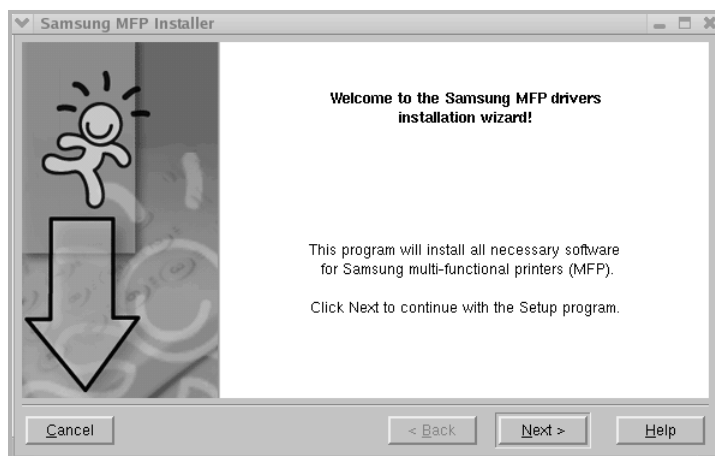 Samsung MFP Installer
Welcome to the Samsung MFP drivers
installation wizard!
This program will install all necessary software
for Samsung multi-functional printers (MFP).
Click Next to continue with the Setup program.
Cancel
< Back
Next >
Help